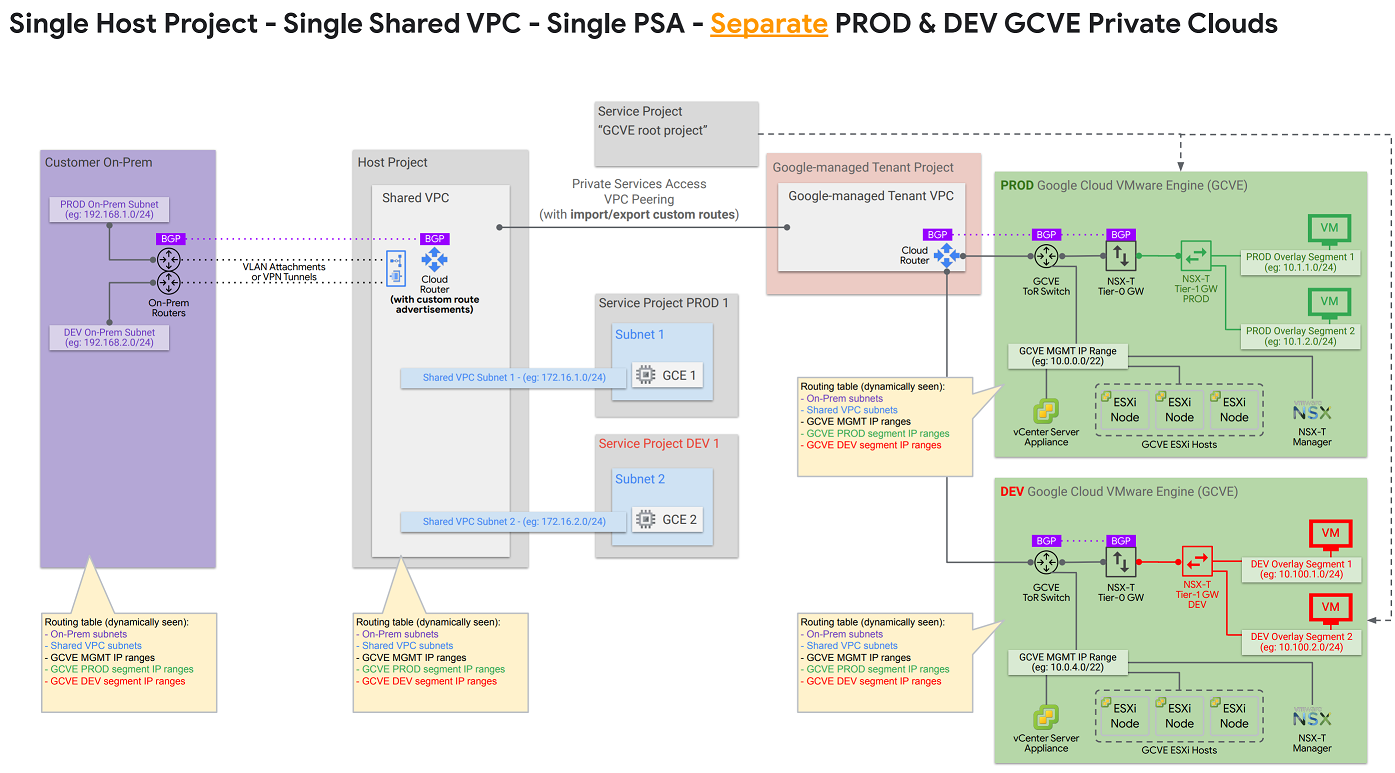 Single Host Project - Single Shared VPC - Single PSA - Separate PROD & DEV GCVE Private Clouds
Service Project
“GCVE root project”
Customer On-Prem
PROD On-Prem Subnet
(eg: 192.168.1.0/24)
BGP
On-Prem
Routers
DEV On-Prem Subnet
(eg: 192.168.2.0/24)
VLAN Attachments
or VPN Tunnels
Host Project
Shared VPC
BGP
Cloud
Router
(with custom route
advertisements)
Private Services Access
VPC Peering
(with import/export custom routes)
Google-managed Tenant Project
Google-managed Tenant VPC
BGP
Cloud
Router
Service Project PROD 1
Subnet 1
Shared VPC Subnet 1 - (eg: 172.16.1.0/24)
GCE 1
Service Project DEV 1
Subnet 2
Shared VPC Subnet 2 - (eg: 172.16.2.0/24)
GCE 2
PROD Google Cloud VMware Engine (GCVE)
BGP
GCVE
ToR Switch
BGP
NSX-T
Tier-0 GW
NSX-T
Tier-1 GW
PROD
VM
PROD Overlay Segment 1
(eg: 10.1.1.0/24)
VM
PROD Overlay Segment 2
(eg: 10.1.2.0/24)
GCVE MGMT IP Range
(eg: 10.0.0.0/22)
vCenter Server
Appliance
ESXi
Node
ESXi
Node
ESXi
Node
GCVE ESXi Hosts
NSX
NSX-T
Manager
Routing table (dynamically seen):
- On-Prem subnets
- Shared VPC subnets
- GCVE MGMT IP ranges
- GCVE PROD segment IP ranges
- GCVE DEV segment IP ranges
DEV Google Cloud VMware Engine (GCVE)
BGP
GCVE
ToR Switch
BGP
NSX-T
Tier-0 GW
NSX-T
Tier-1 GW
DEV
VM
DEV Overlay Segment 1
(eg: 10.100.1.0/24)
VM
DEV Overlay Segment 2
(eg: 10.100.2.0/24)
GCVE MGMT IP Range
(eg: 10.0.4.0/22)
vCenter Server
Appliance
ESXi
Node
ESXi
Node
ESXi
Node
GCVE ESXi Hosts
NSX
NSX-T
Manager
Routing table (dynamically seen):
- On-Prem subnets
- Shared VPC subnets
- GCVE MGMT IP ranges
- GCVE PROD segment IP ranges
- GCVE DEV segment IP ranges
Routing table (dynamically seen):
- On-Prem subnets
- Shared VPC subnets
- GCVE MGMT IP ranges
- GCVE PROD segment IP ranges
- GCVE DEV segment IP ranges
Routing table (dynamically seen):
- On-Prem subnets
- Shared VPC subnets
- GCVE MGMT IP ranges
- GCVE PROD segment IP ranges
- GCVE DEV segment IP ranges